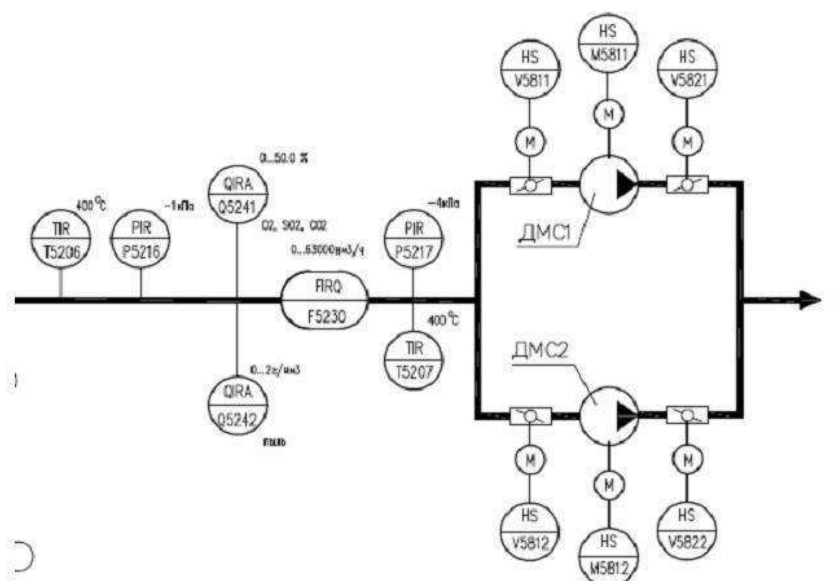 HS
M5811
HS
V5811
HS
V5821
M
M
M
0...50.0 %
QIRA
Q5241
O2, SO2, CO2
400°C
TIR
T5206
-1кПа
PIR
P5216
0...63000нм3/ч
FIRQ
F5230
-4кПа
PIR
P5217
ДМС1
400°C
TIR
T5207
0...2г/нм3
QIRA
Q5242
пыль
ДМС2
M
M
M
HS
V5812
HS
M5812
HS
V5822